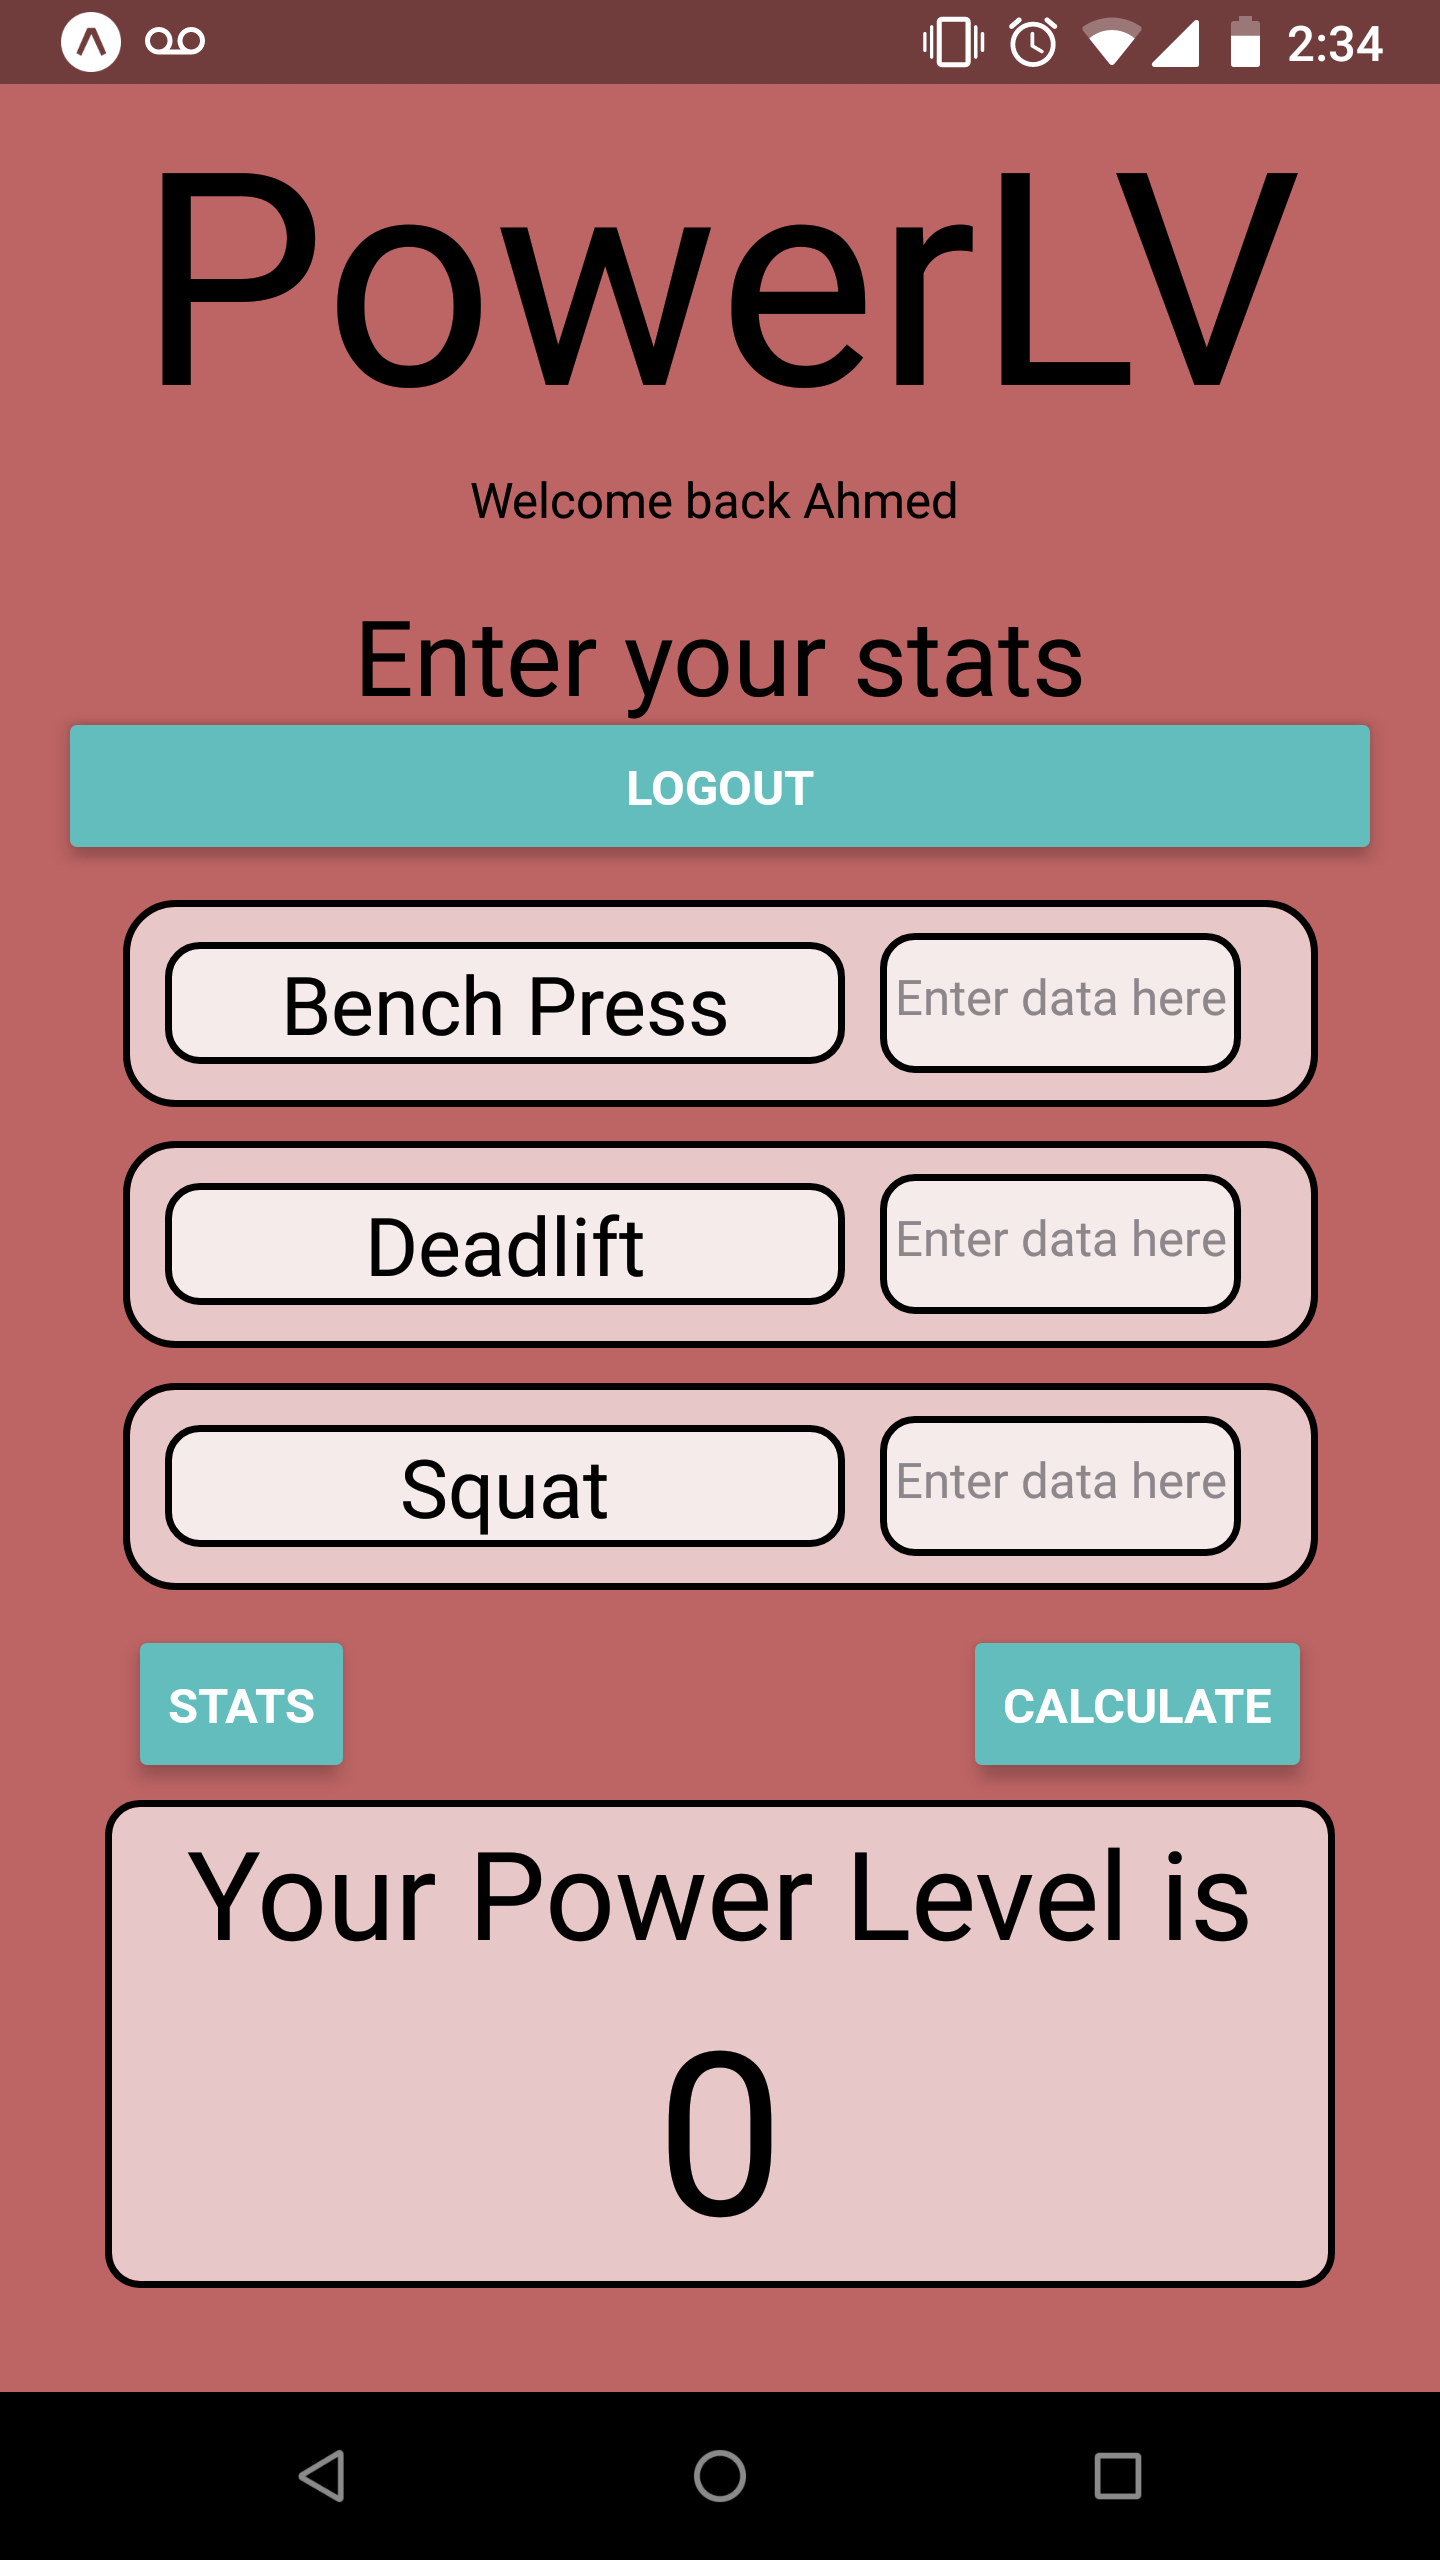 2:34
PowerLV
Welcome back Ahmed
Enter your stats
LOGOUT
Bench Press
Enter data here
Deadlift
Enter data here
Squat
Enter data here
STATS
CALCULATE
Your Power Level is
0